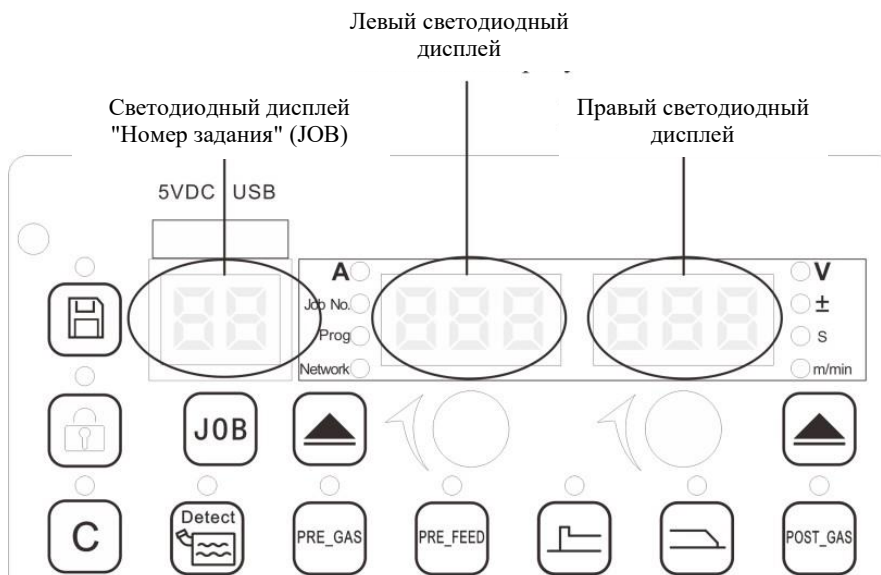 Левый светодиодный
дисплей
Светодиодный дисплей
"Номер задания" (JOB)
Правый светодиодный
дисплей
5VDC USB
A
V
Job No.
±
Prog
S
Network
m/min
JOB
C
Detect
PRE_GAS
PRE_FEED
POST_GAS